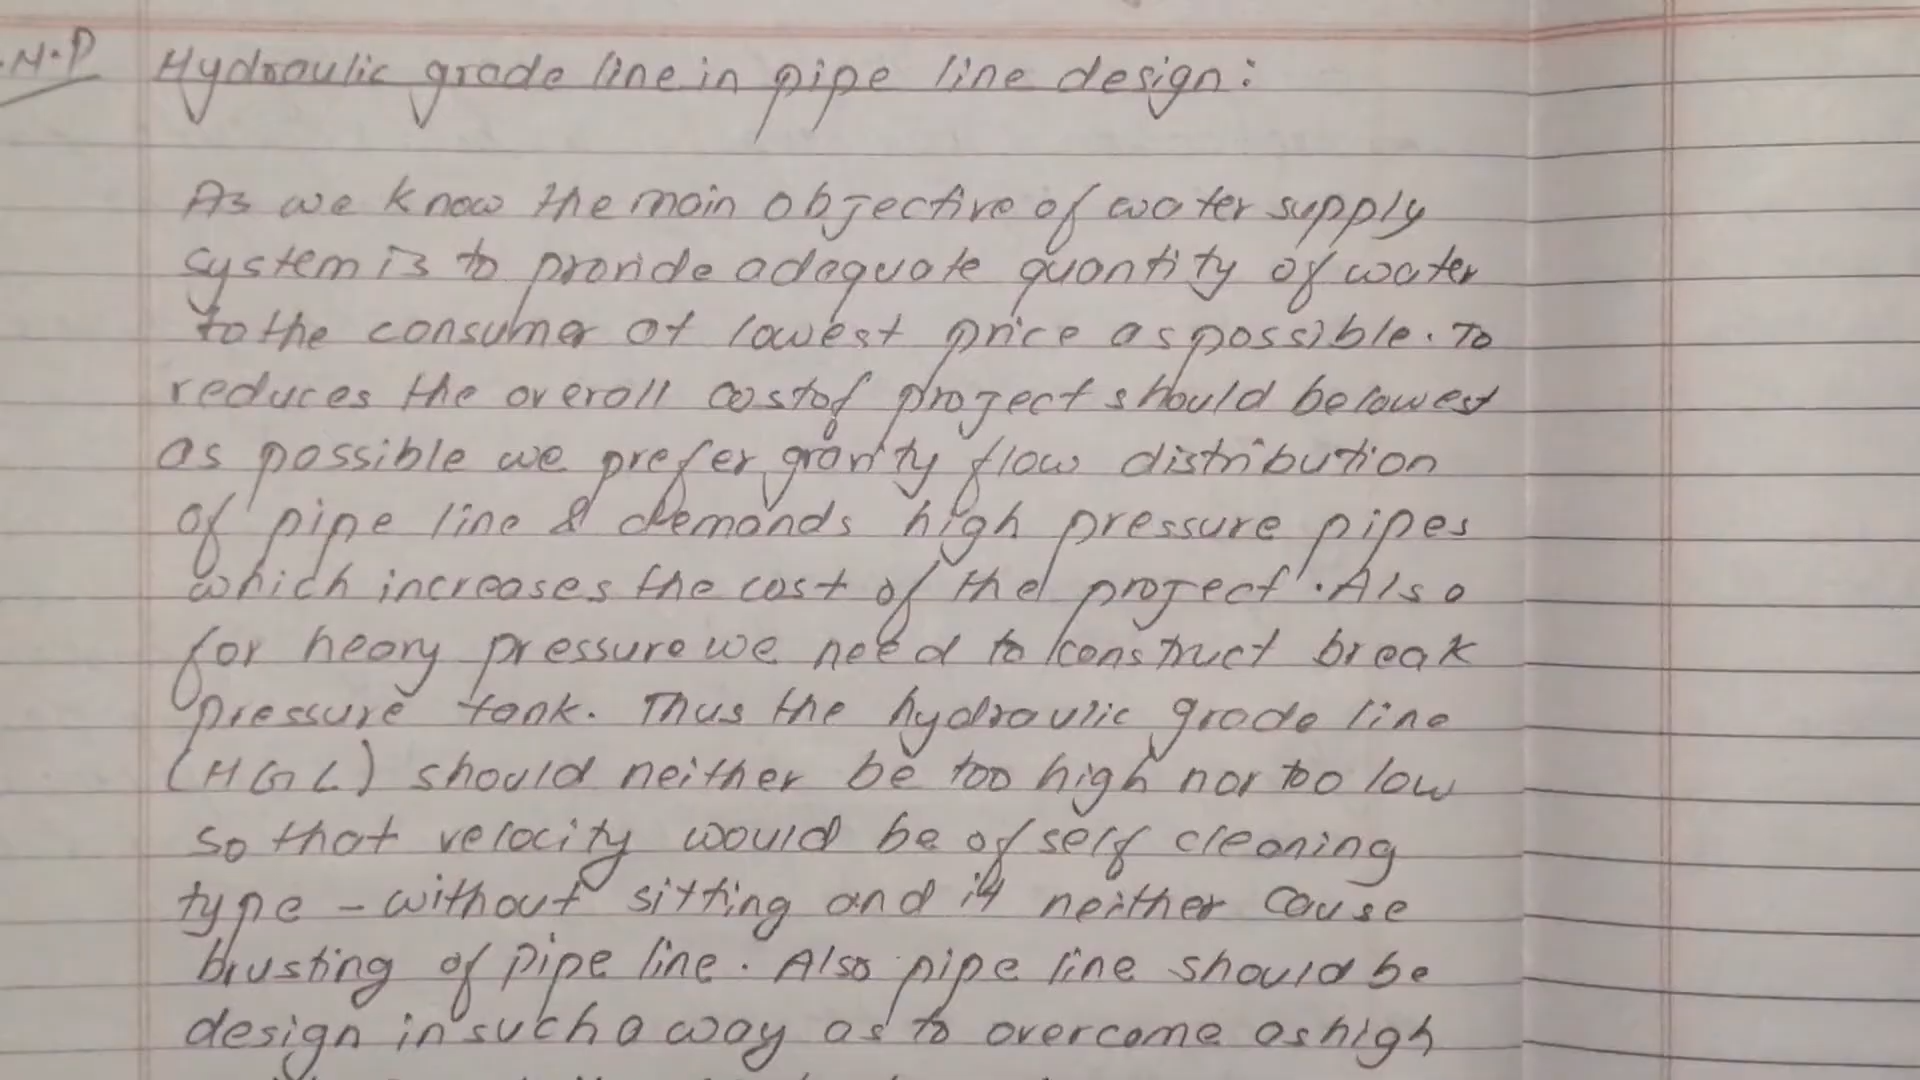 .N.P
Hydraulic grade line in pipe line design:
As we know the main objective of water supply
system is to provide adequate quantity of water
to the consumer at lowest price as possible. To
reduces the overall cost of project should be lowest
as possible we prefer gravity flow distribution
of pipe line & demands high pressure pipes
which increases the cost of the project. Also
for heavy pressure we need to construct break
pressure tank. Thus the hydraulic grade line
(HGL) should neither be too high nor too low
so that velocity would be of self cleaning
type - without sitting and it neither cause
brusting of pipe line. Also pipe line should be
design in such a way as to overcome as high